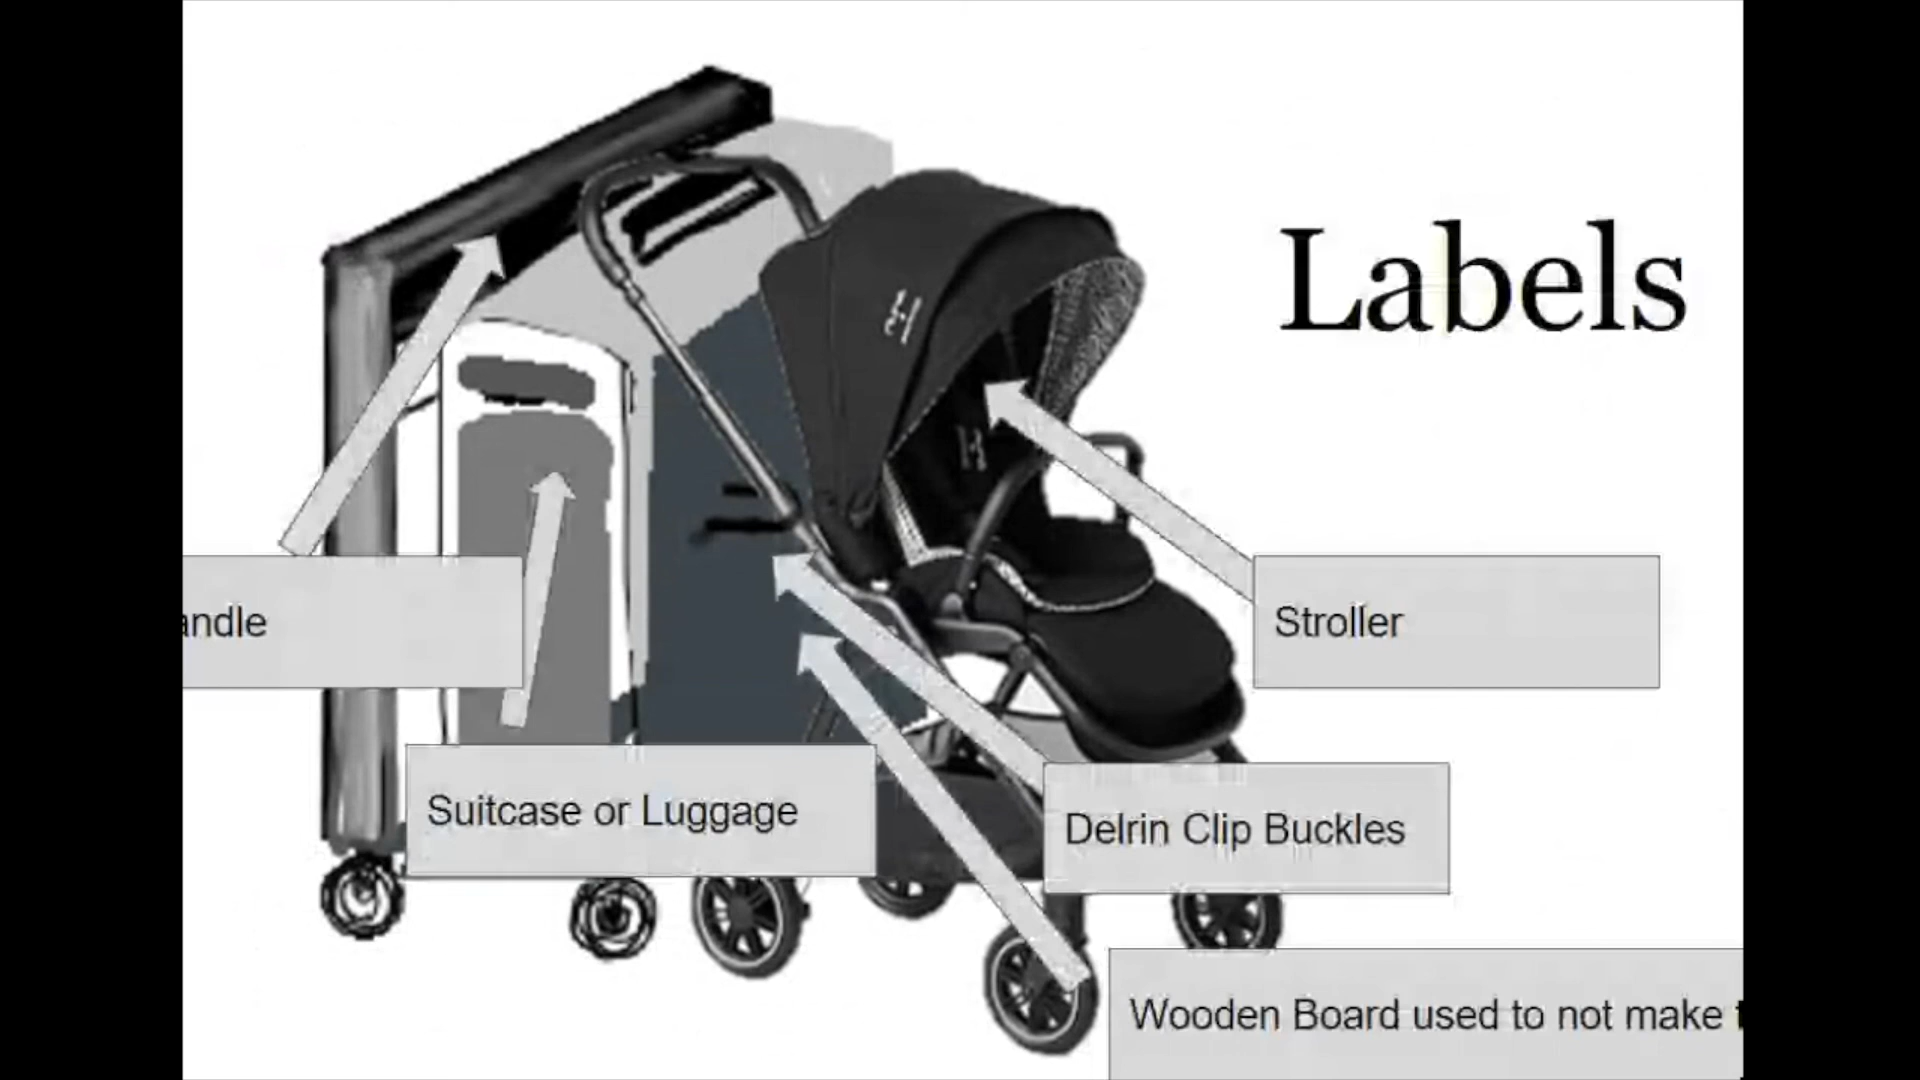 Labels
andle
Stroller
Suitcase or Luggage
Delrin Clip Buckles
Wooden Board used to not make